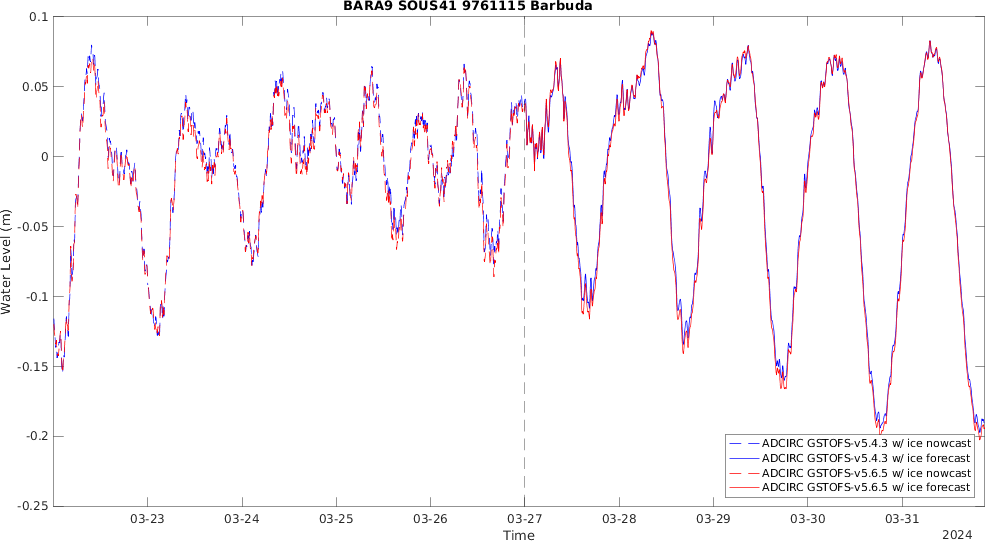 BARA9 SOUS41 9761115 Barbuda
0.1
0.05
0
-0.05
-0.1
-0.15
-0.2
-0.25
Water Level (m)
ADCIRC GSTOFS-v5.4.3 w/ ice nowcast
ADCIRC GSTOFS-v5.4.3 w/ ice forecast
ADCIRC GSTOFS-v5.6.5 w/ ice nowcast
ADCIRC GSTOFS-v5.6.5 w/ ice forecast
03-23 03-24 03-25 03-26 03-27 03-28 03-29 03-30 03-31
Time
2024